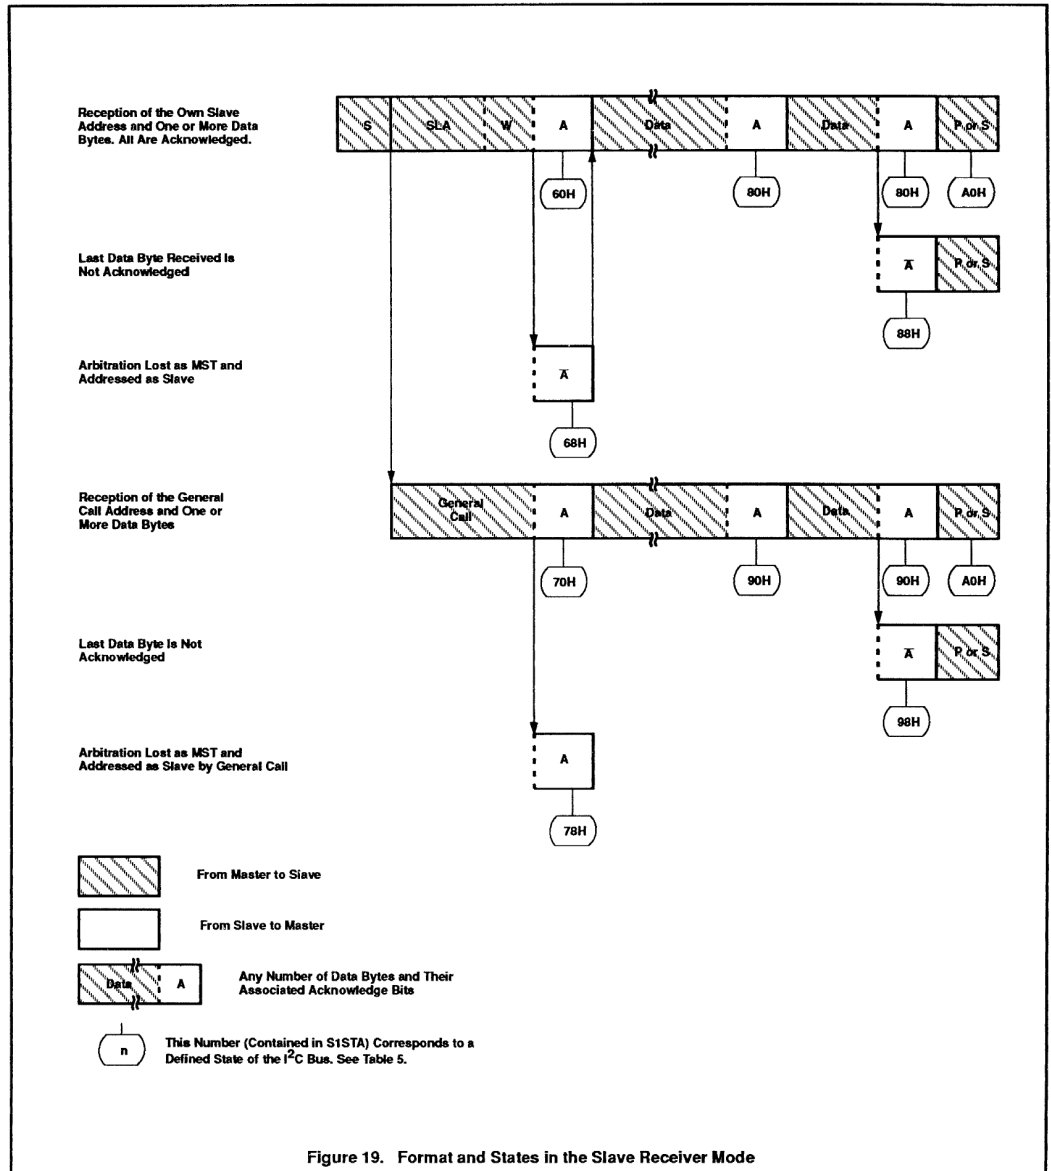 Reception of the Own Slave
Address and One or More Data
Bytes. All Are Acknowledged.
S SLA W A Data A Data A P or S
60H 80H 80H A0H
Last Data Byte Received Is
Not Acknowledged
A̅ P or S
88H
Arbitration Lost as MST and
Addressed as Slave
A̅
68H
Reception of the General
Call Address and One or
More Data Bytes
General
Call A Data A Data A P or S
70H 90H 90H A0H
Last Data Byte Is Not
Acknowledged
A̅ P or S
98H
Arbitration Lost as MST and
Addressed as Slave by General Call
A
78H
From Master to Slave
From Slave to Master
Data A
Any Number of Data Bytes and Their
Associated Acknowledge Bits
n
This Number (Contained in S1STA) Corresponds to a
Defined State of the I²C Bus. See Table 5.
Figure 19. Format and States in the Slave Receiver Mode